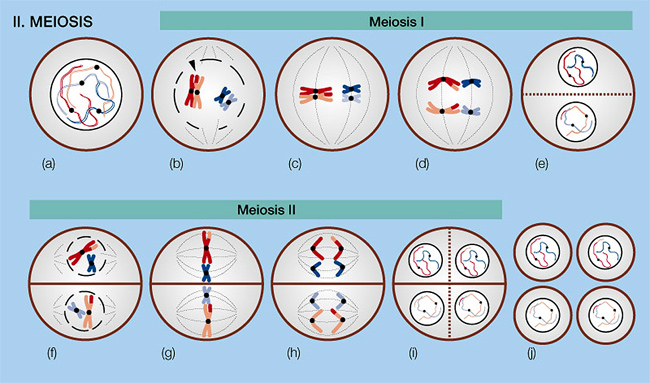 II. MEIOSIS
Meiosis I
(a)
(b)
(c)
(d)
(e)
Meiosis II
(f)
(g)
(h)
(i)
(j)